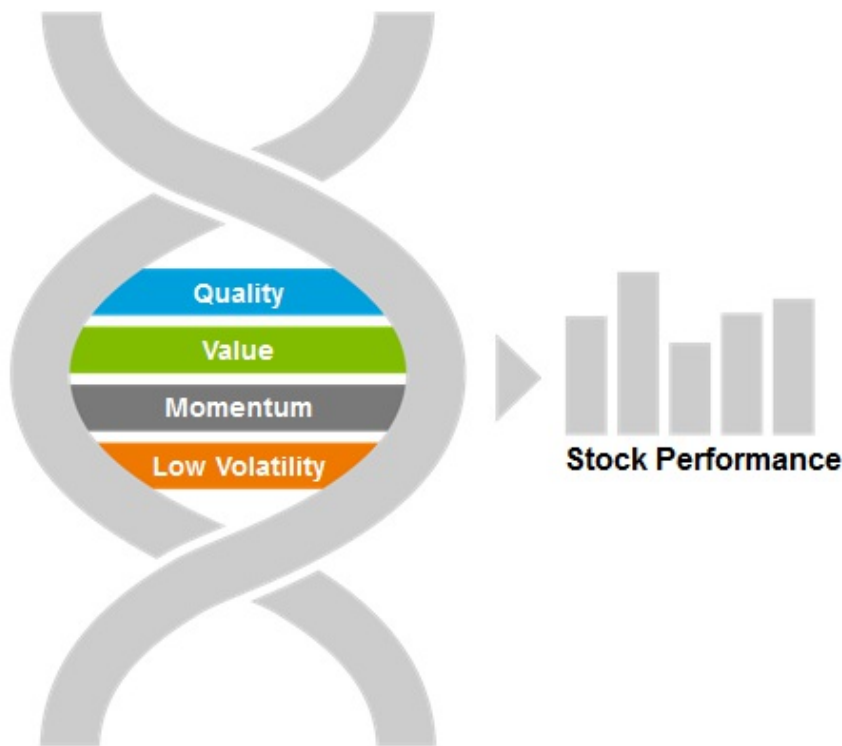 Quality
Value
Momentum
Low Volatility
Stock Performance